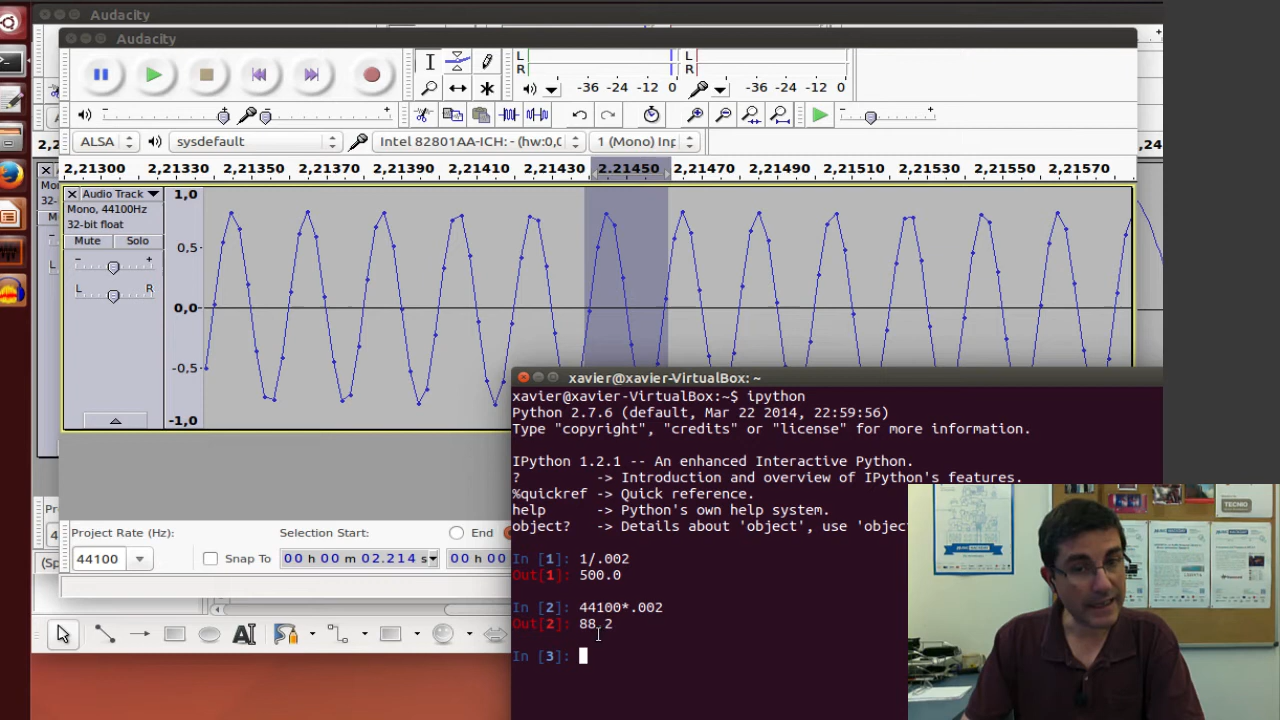 Audacity
Audacity
L
R
-36 -24 -12 0
L
R
-36 -24 -12 0
ALSA
sysdefault
Intel 82801AA-ICH: - (hw:0,0
1 (Mono) Inp
2,21300 2,21330 2,21350 2,21370 2,21390 2,21410 2,21430 2.21450 2,21470 2,21490 2,21510 2,21530 2,21550 2,21570
Audio Track
Mono, 44100Hz
32-bit float
Mute Solo
- +
L R
1,0
0,5
0,0
-0,5
-1,0
Project Rate (Hz):
44100
Snap To
Selection Start:
End
00 h 00 m 02.214 s
00 h 00
xavier@xavier-VirtualBox: ~
xavier@xavier-VirtualBox:~$ ipython
Python 2.7.6 (default, Mar 22 2014, 22:59:56)
Type "copyright", "credits" or "license" for more information.
IPython 1.2.1 -- An enhanced Interactive Python.
? -> Introduction and overview of IPython's features.
%quickref -> Quick reference.
help -> Python's own help system.
object? -> Details about 'object', use 'objec
In [1]: 1/.002
Out[1]: 500.0
In [2]: 44100*.002
Out[2]: 88.2
In [3]: